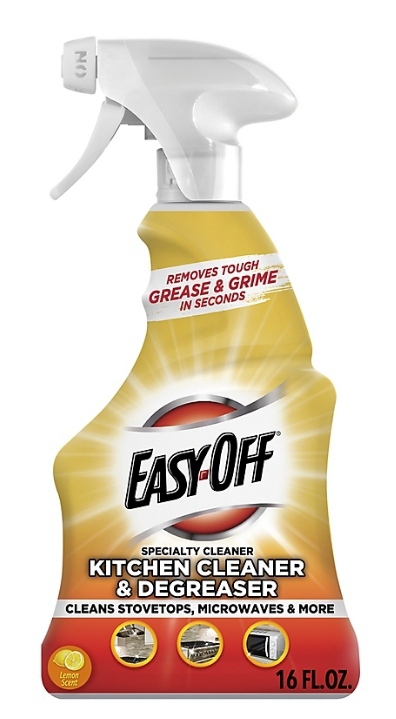 NO
REMOVES TOUGH
GREASE & GRIME
IN SECONDS
EASY-OFF®
SPECIALTY CLEANER
KITCHEN CLEANER
& DEGREASER
CLEANS STOVETOPS, MICROWAVES & MORE
Lemon
Scent
16 FL.OZ.